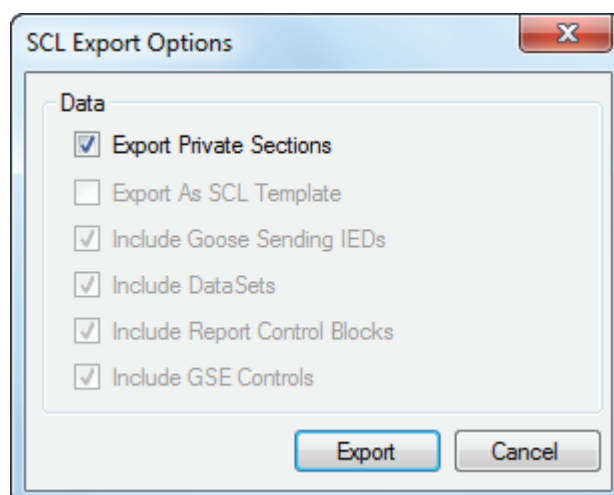 SCL Export Options
Data
Export Private Sections
Export As SCL Template
Include Goose Sending IEDs
Include DataSets
Include Report Control Blocks
Include GSE Controls
Export Cancel